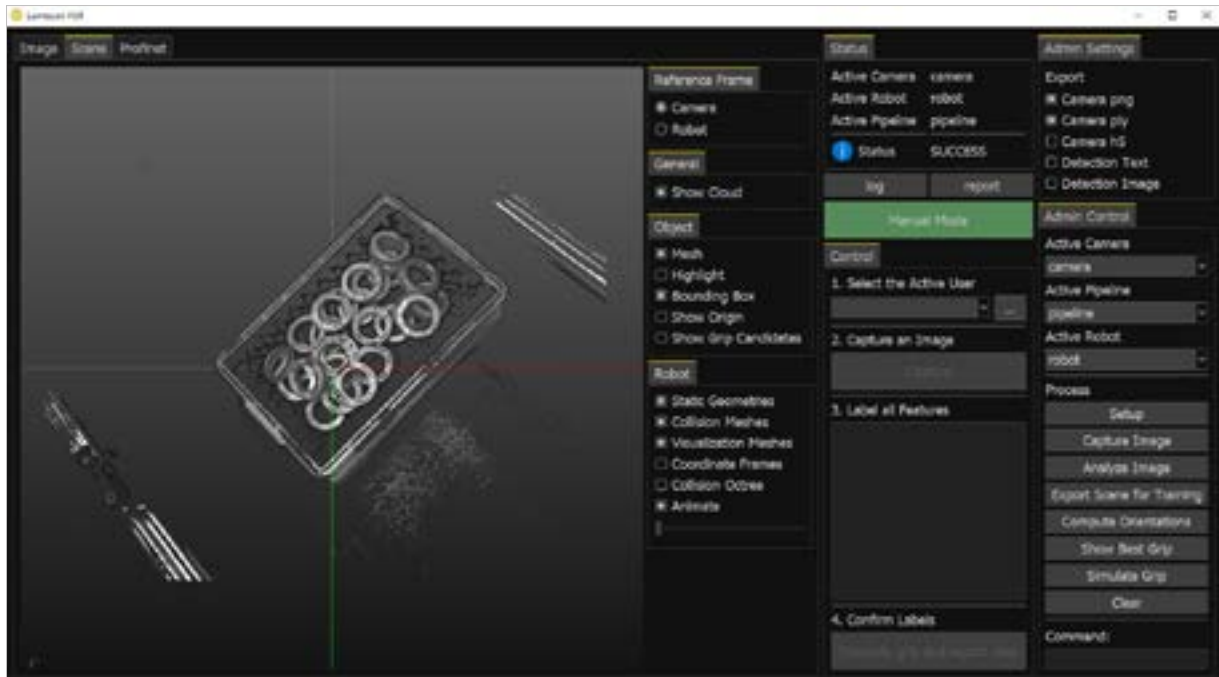 Image Scene Profinet
Reference Frame
Camera
Robot
General
Show Cloud
Object
Mesh
Highlight
Bounding Box
Show Origin
Show Grip Candidates
Robot
Static Geometries
Collision Meshes
Visualization Meshes
Coordinate Frames
Collision Octree
Animate
Status
Active Camera camera
Active Robot robot
Active Pipeline pipeline
Status SUCCESS
log report
Manual Mode
Control
1. Select the Active User
...
2. Capture an Image
3. Label all Features
4. Confirm Labels
Admin Settings
Export
Camera png
Camera ply
Camera h5
Detection Text
Detection Image
Admin Control
Active Camera
camera
Active Pipeline
pipeline
Active Robot
robot
Process
Setup
Capture Image
Analyze Image
Export Scene for Training
Compute Orientations
Show Best Grip
Simulate Grip
Clear
Command: